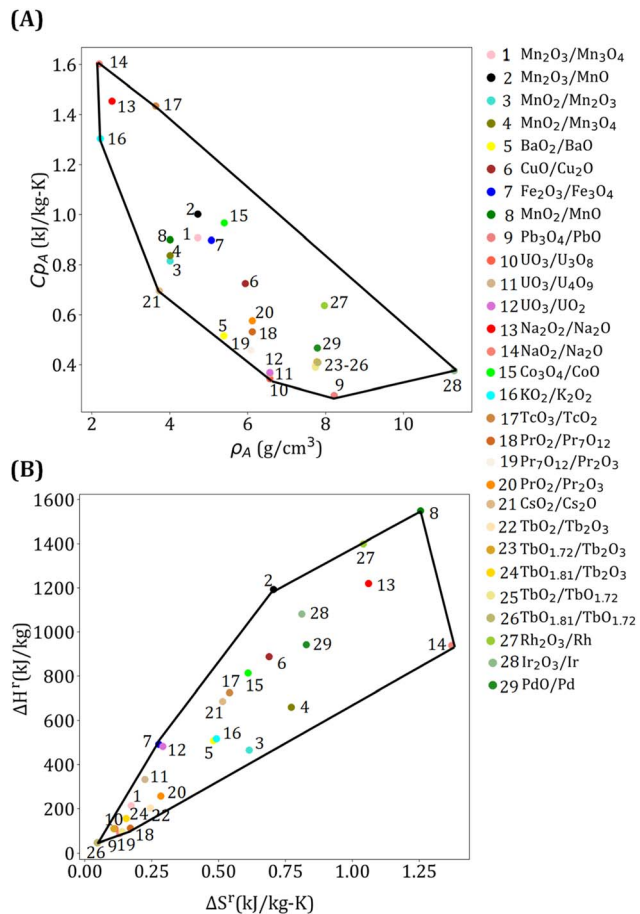 (A)
1.6
1.4
1.2
1.0
0.8
0.6
0.4
2
4
6
8
10
Cρ_A (kJ/kg-K)
ρ_A (g/cm³)
14
13
17
16
2
15
8
1
7
4
3
21
6
27
20
5
18
19
29
12
23-26
11
10
9
28
(B)
1600
1400
1200
1000
800
600
400
200
0
0.00
0.25
0.50
0.75
1.00
1.25
ΔHʳ(kJ/kg)
ΔSʳ(kJ/kg-K)
8
27
2
13
28
29
14
6
15
17
21
4
7
12
16
5
3
11
1
20
10
24
22
26
9
19
18
1 Mn₂O₃/Mn₃O₄
2 Mn₂O₃/MnO
3 MnO₂/Mn₂O₃
4 MnO₂/Mn₃O₄
5 BaO₂/BaO
6 CuO/Cu₂O
7 Fe₂O₃/Fe₃O₄
8 MnO₂/MnO
9 Pb₃O₄/PbO
10 UO₃/U₃O₈
11 UO₃/U₄O₉
12 UO₃/UO₂
13 Na₂O₂/Na₂O
14 NaO₂/Na₂O
15 Co₃O₄/CoO
16 KO₂/K₂O₂
17 TcO₃/TcO₂
18 PrO₂/Pr₇O₁₂
19 Pr₇O₁₂/Pr₂O₃
20 PrO₂/Pr₂O₃
21 CsO₂/Cs₂O
22 TbO₂/Tb₂O₃
23 TbO₁.₇₂/Tb₂O₃
24 TbO₁.₈₁/Tb₂O₃
25 TbO₂/TbO₁.₇₂
26 TbO₁.₈₁/TbO₁.₇₂
27 Rh₂O₃/Rh
28 Ir₂O₃/Ir
29 PdO/Pd